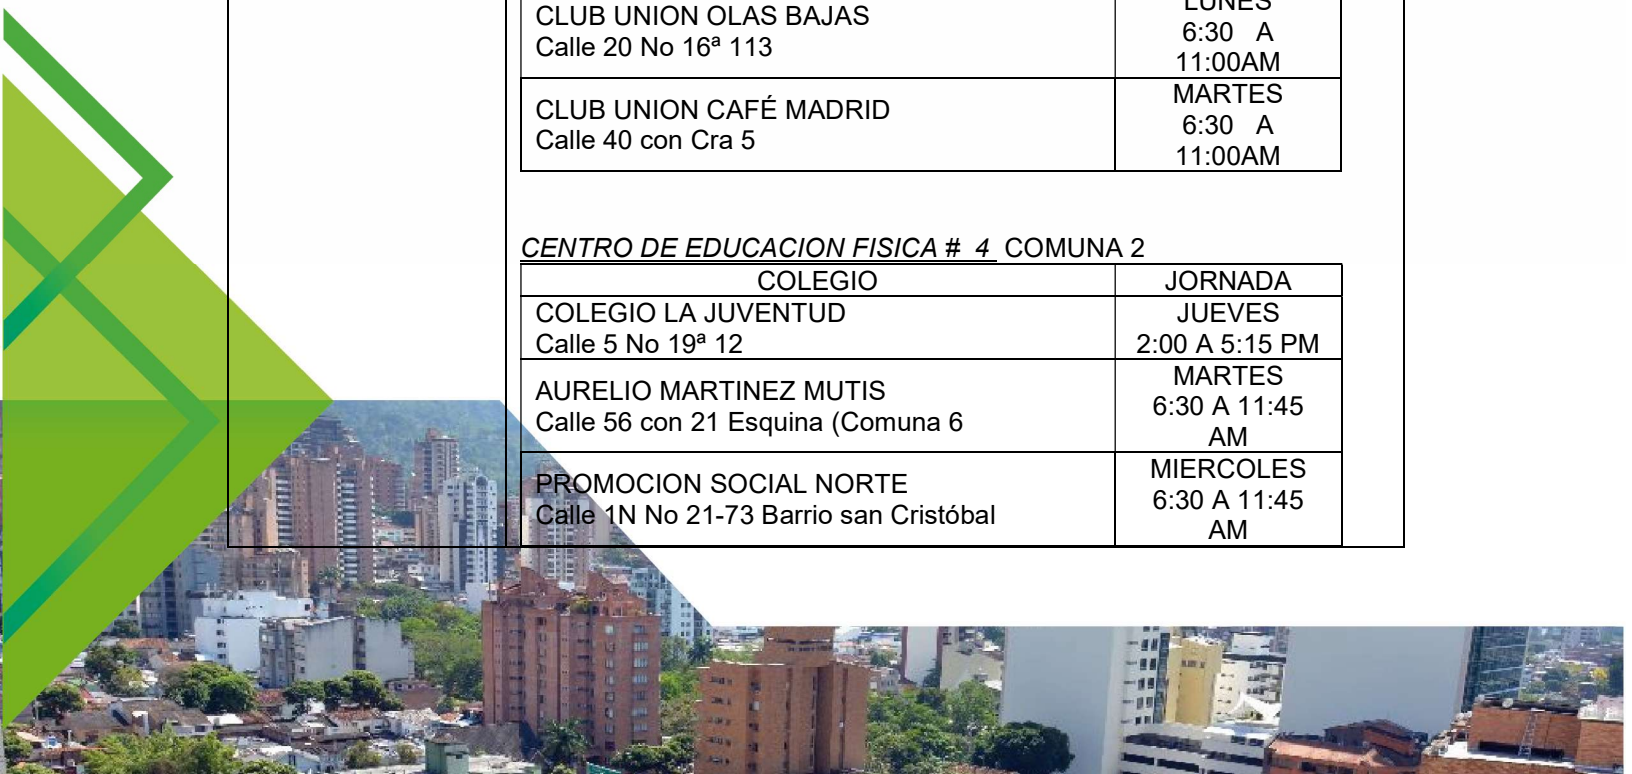 CLUB UNION OLAS BAJAS
Calle 20 No 16ª 113
LUNES
6:30 A
11:00AM
CLUB UNION CAFÉ MADRID
Calle 40 con Cra 5
MARTES
6:30 A
11:00AM
CENTRO DE EDUCACION FISICA # 4 COMUNA 2
COLEGIO JORNADA
COLEGIO LA JUVENTUD
Calle 5 No 19ª 12
JUEVES
2:00 A 5:15 PM
AURELIO MARTINEZ MUTIS
Calle 56 con 21 Esquina (Comuna 6
MARTES
6:30 A 11:45
AM
PROMOCION SOCIAL NORTE
Calle 1N No 21-73 Barrio san Cristóbal
MIERCOLES
6:30 A 11:45
AM